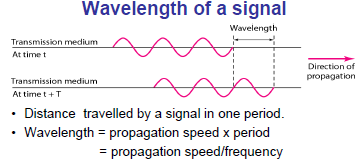 Wavelength of a signal
Wavelength
Transmission medium
At time t
Direction of
propagation
Transmission medium
At time t + T
• Distance travelled by a signal in one period.
• Wavelength = propagation speed x period
= propagation speed/frequency